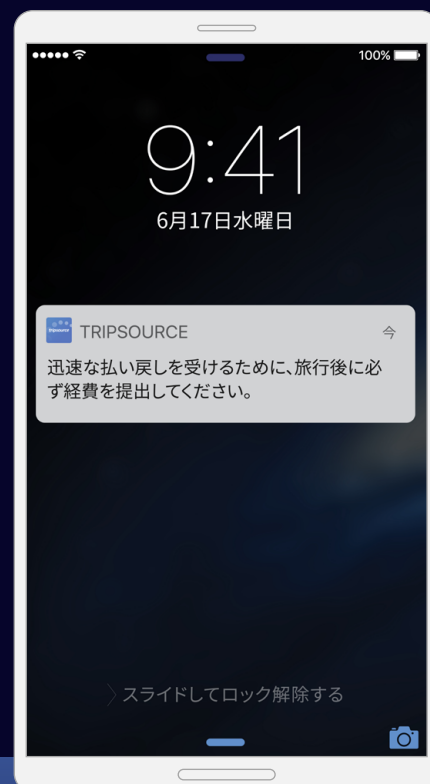 100%
9:41
6月17日水曜日
TRIPSOURCE
今
迅速な払い戻しを受けるために、旅行後に必
ず経費を提出してください。
スライドしてロック解除する